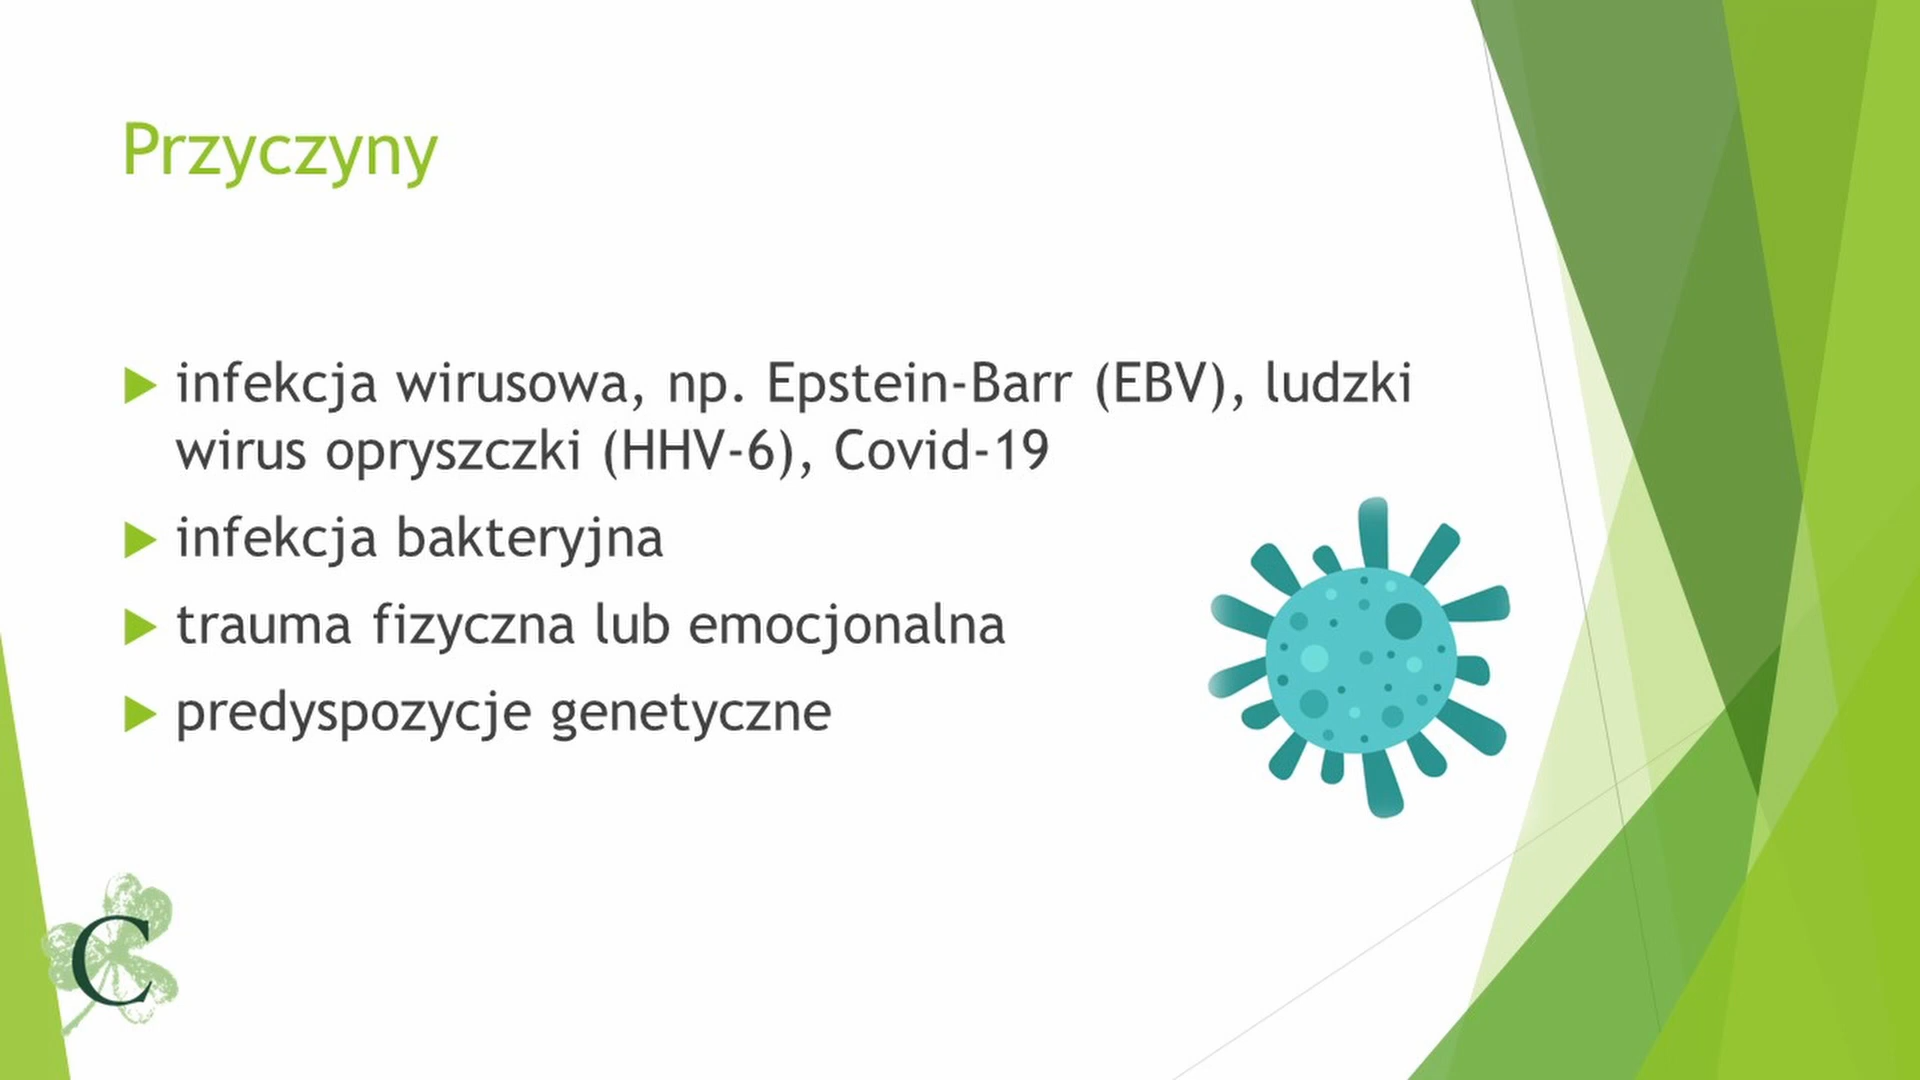 Przyczyny
infekcja wirusowa, np. Epstein-Barr (EBV), ludzki
wirus opryszczki (HHV-6), Covid-19
infekcja bakteryjna
trauma fizyczna lub emocjonalna
predyspozycje genetyczne
C